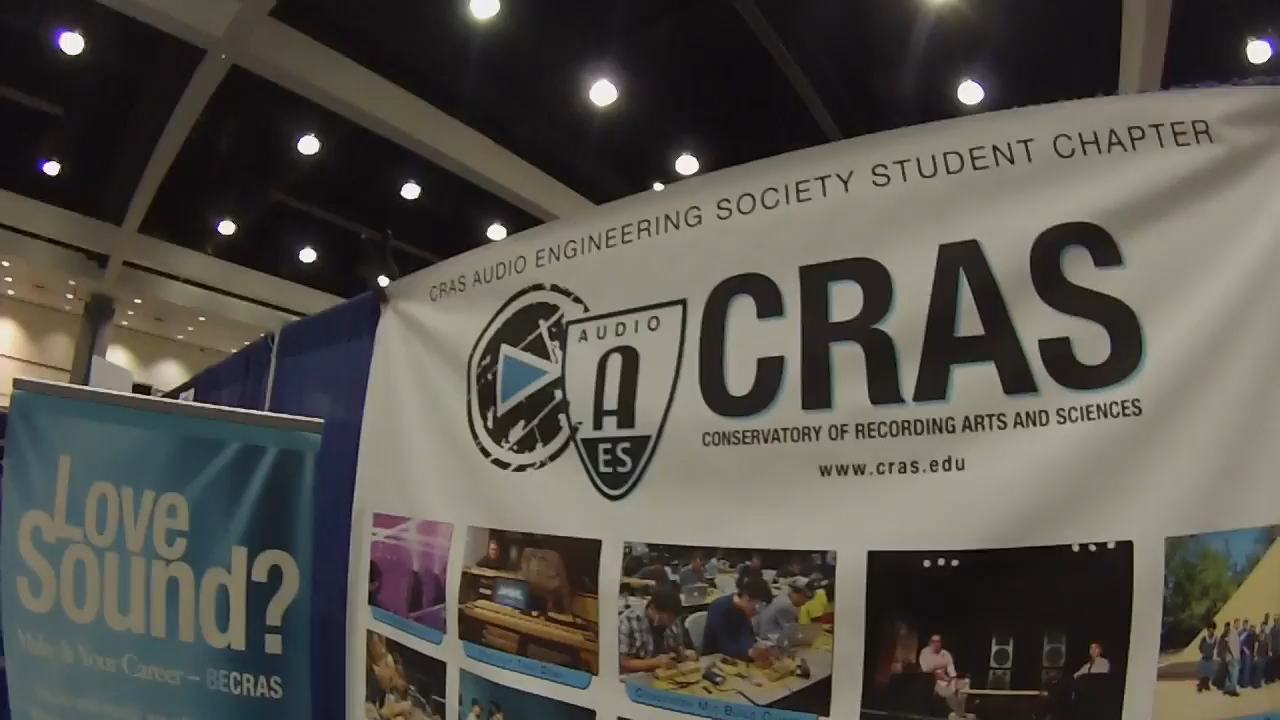 CRAS AUDIO ENGINEERING SOCIETY STUDENT CHAPTER
AUDIO
A
ES
CRAS
CONSERVATORY OF RECORDING ARTS AND SCIENCES
www.cras.edu
Love
Sound?
Make It Your Career – BECRAS